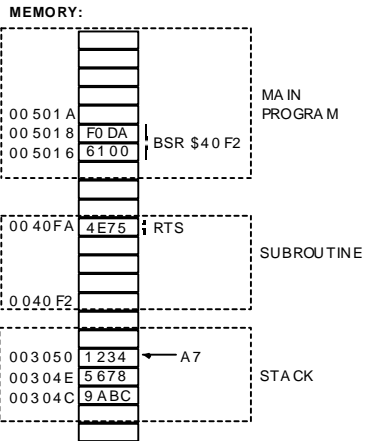 MEMORY:
MAIN
PROGRAM
00501A
005018 F0DA
BSR $40F2
005016 6100
0040FA 4E75 RTS
SUBROUTINE
0040F2
003050 1234 A7
00304E 5678 STACK
00304C 9ABC